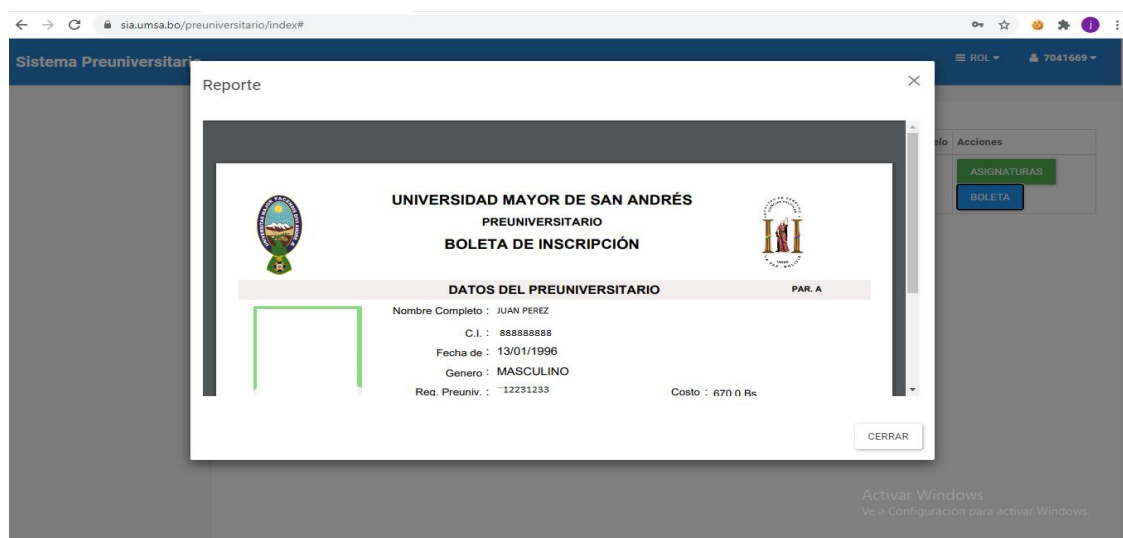 sia.umsa.bo/preuniversitario/index#
Sistema Preuniversitario
ROL
7041669
Reporte
elo Acciones
ASIGNATURAS
BOLETA
UNIVERSIDAD MAYOR DE SAN ANDRÉS
PREUNIVERSITARIO
BOLETA DE INSCRIPCIÓN
DATOS DEL PREUNIVERSITARIO PAR. A
Nombre Completo : JUAN PEREZ
C.I. : 888888888
Fecha de : 13/01/1996
Genero : MASCULINO
Reg. Preuniv. : 12231233 Costo : 670.0 Bs
CERRAR
Activar Windows
Ve a Configuración para activar Windows.